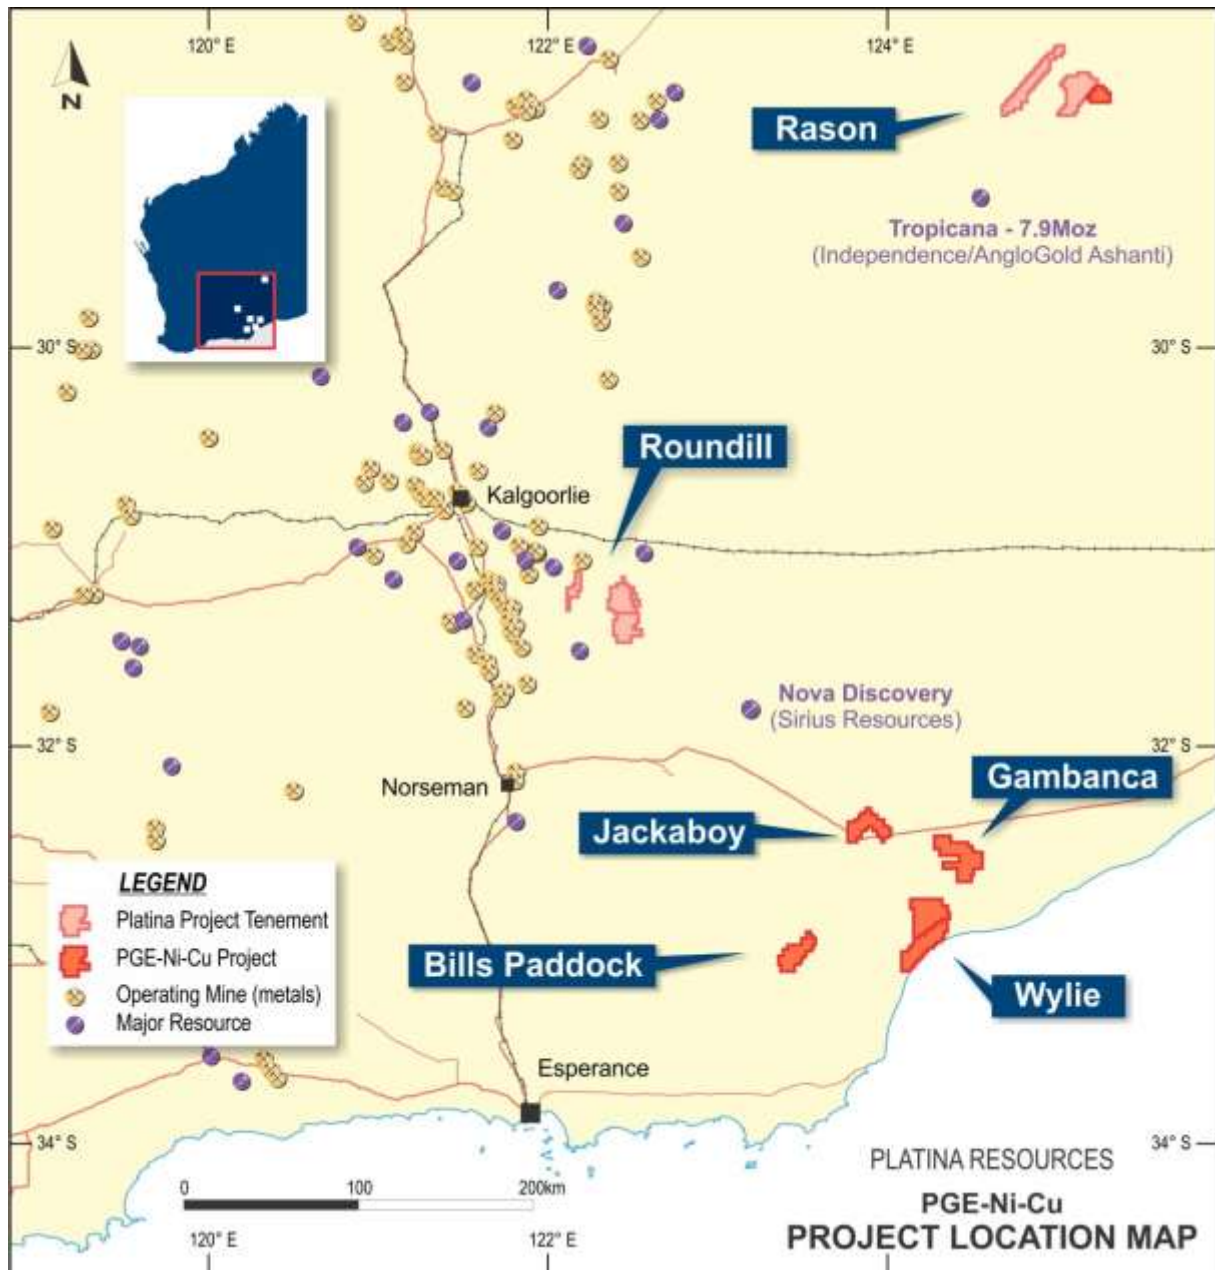 120° E
122° E
124° E
N
Rason
Tropicana - 7.9Moz
(Independence/AngloGold Ashanti)
30° S
30° S
Roundill
Kalgoorlie
Nova Discovery
(Sirius Resources)
32° S
32° S
Gambanca
Norseman
Jackaboy
LEGEND
Platina Project Tenement
PGE-Ni-Cu Project
Operating Mine (metals)
Major Resource
Bills Paddock
Wylie
Esperance
34° S
34° S
PLATINA RESOURCES
PGE-Ni-Cu
PROJECT LOCATION MAP
0 100 200km
120° E
122° E